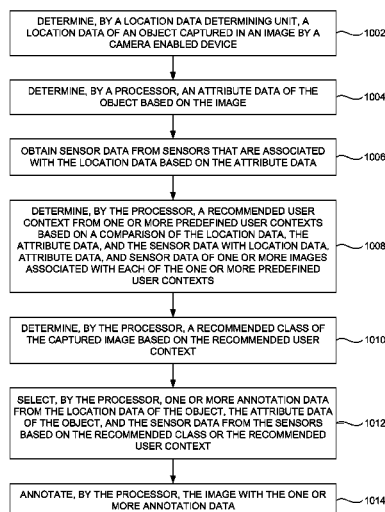 DETERMINE, BY A LOCATION DATA DETERMINING UNIT, A
LOCATION DATA OF AN OBJECT CAPTURED IN AN IMAGE BY A
CAMERA ENABLED DEVICE
1002
DETERMINE, BY A PROCESSOR, AN ATTRIBUTE DATA OF THE
OBJECT BASED ON THE IMAGE
1004
OBTAIN SENSOR DATA FROM SENSORS THAT ARE ASSOCIATED
WITH THE LOCATION DATA BASED ON THE ATTRIBUTE DATA
1006
DETERMINE, BY THE PROCESSOR, A RECOMMENDED USER
CONTEXT FROM ONE OR MORE PREDEFINED USER CONTEXTS
BASED ON A COMPARISON OF THE LOCATION DATA, THE
ATTRIBUTE DATA, AND THE SENSOR DATA WITH LOCATION DATA,
ATTRIBUTE DATA, AND SENSOR DATA OF ONE OR MORE IMAGES
ASSOCIATED WITH EACH OF THE ONE OR MORE PREDEFINED
USER CONTEXTS
1008
DETERMINE, BY THE PROCESSOR, A RECOMMENDED CLASS OF
THE CAPTURED IMAGE BASED ON THE RECOMMENDED USER
CONTEXT
1010
SELECT, BY THE PROCESSOR, ONE OR MORE ANNOTATION DATA
FROM THE LOCATION DATA OF THE OBJECT, THE ATTRIBUTE DATA
OF THE OBJECT, AND THE SENSOR DATA FROM THE SENSORS
BASED ON THE RECOMMENDED CLASS OR THE RECOMMENDED
USER CONTEXT
1012
ANNOTATE, BY THE PROCESSOR, THE IMAGE WITH THE ONE OR
MORE ANNOTATION DATA
1014